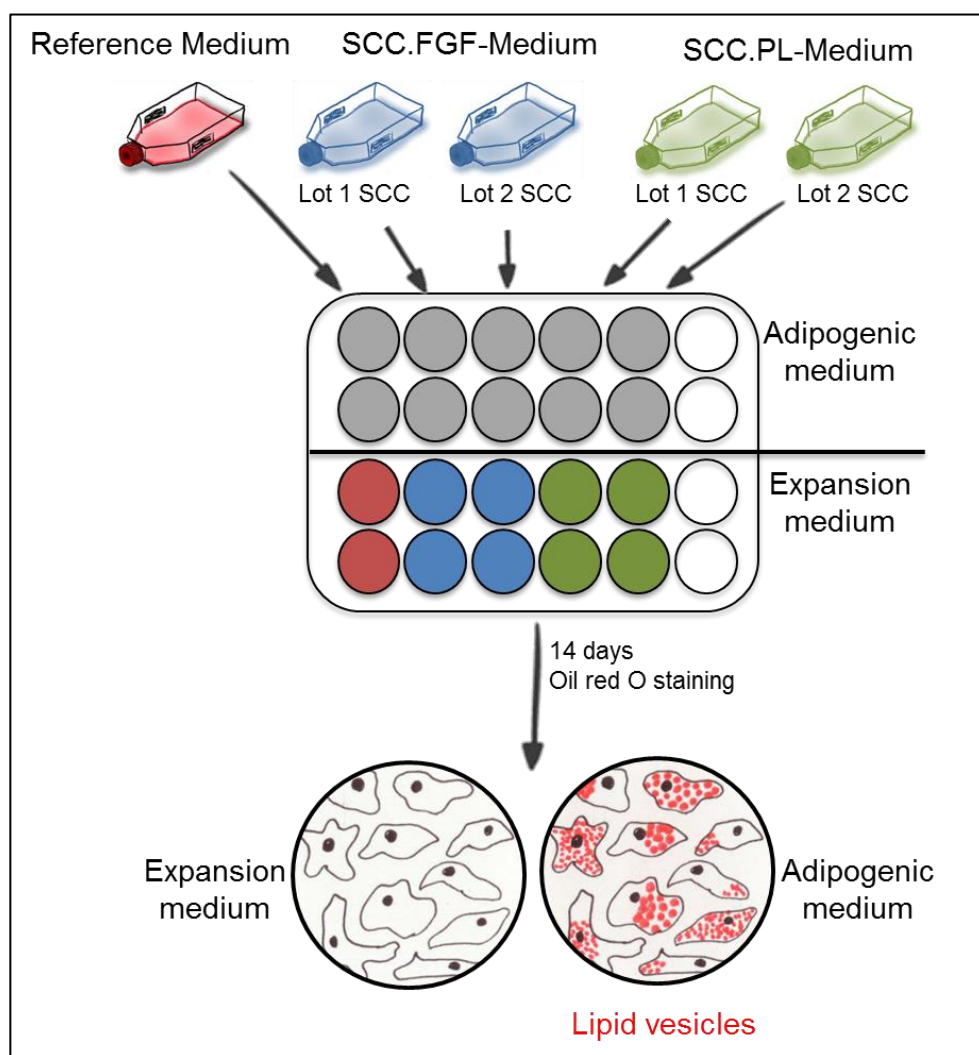 Reference Medium
SCC.FGF-Medium
SCC.PL-Medium
Lot 1 SCC
Lot 2 SCC
Lot 1 SCC
Lot 2 SCC
Adipogenic
medium
Expansion
medium
14 days
Oil red O staining
Expansion
medium
Adipogenic
medium
Lipid vesicles